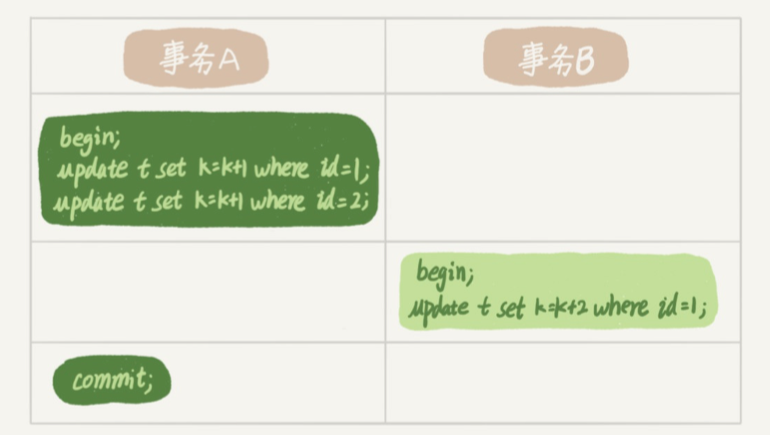 事务A
事务B
begin;
update t set k=k+1 where id=1;
update t set k=k+1 where id=2;
begin;
update t set k=k+2 where id=1;
commit;